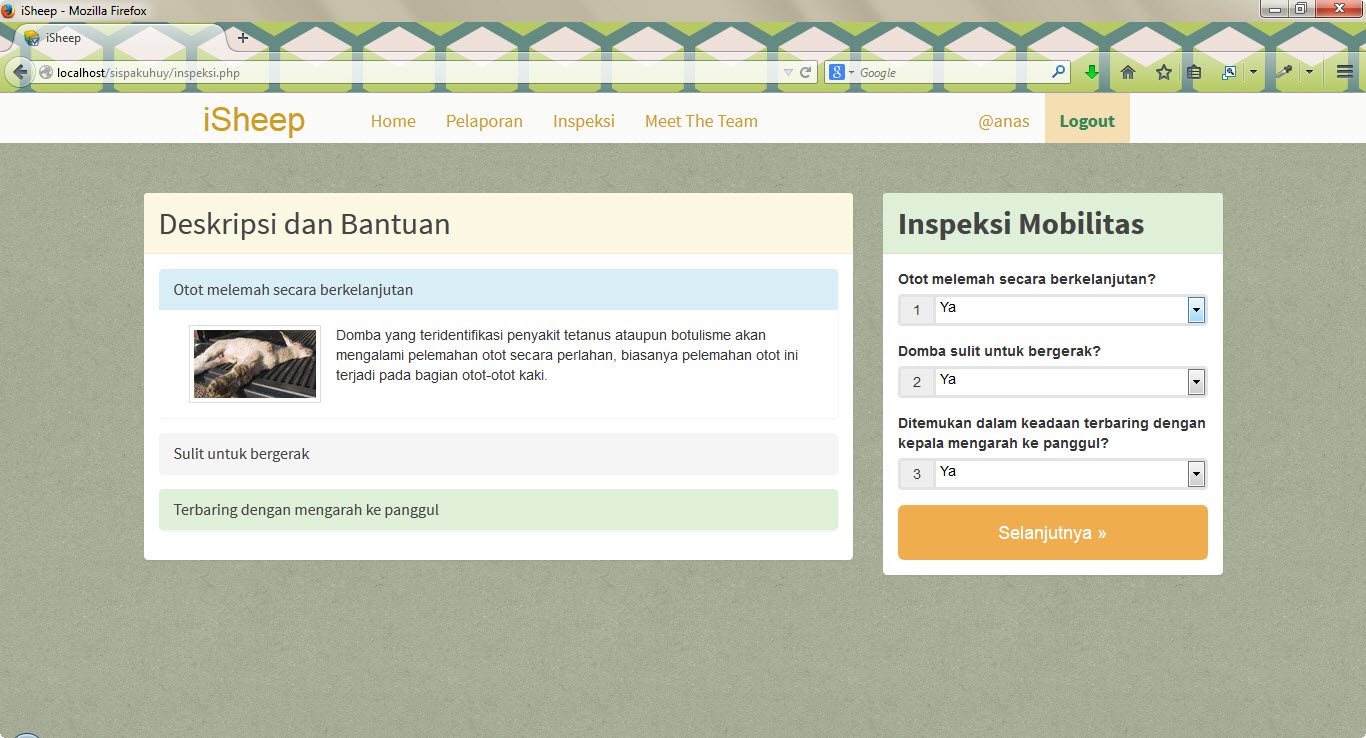 iSheep - Mozilla Firefox
iSheep
localhost/sispakuhuy/inspeksi.php
Google
iSheep Home Pelaporan Inspeksi Meet The Team @anas Logout
Deskripsi dan Bantuan
Otot melemah secara berkelanjutan
Domba yang teridentifikasi penyakit tetanus ataupun botulisme akan
mengalami pelemahan otot secara perlahan, biasanya pelemahan otot ini
terjadi pada bagian otot-otot kaki.
Sulit untuk bergerak
Terbaring dengan mengarah ke panggul
Inspeksi Mobilitas
Otot melemah secara berkelanjutan?
1 Ya
Domba sulit untuk bergerak?
2 Ya
Ditemukan dalam keadaan terbaring dengan
kepala mengarah ke panggul?
3 Ya
Selanjutnya »